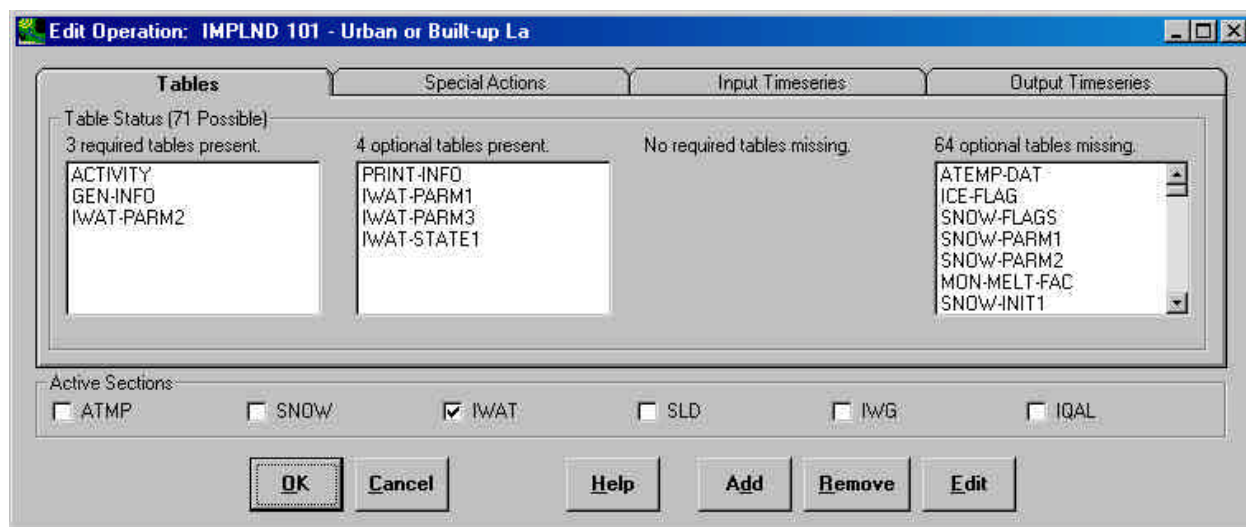 Edit Operation: IMPLND 101 - Urban or Built-up La
Tables
Special Actions
Input Timeseries
Output Timeseries
Table Status (71 Possible)
3 required tables present.
ACTIVITY
GEN-INFO
IWAT-PARM2
4 optional tables present.
PRINT-INFO
IWAT-PARM1
IWAT-PARM3
IWAT-STATE1
No required tables missing.
64 optional tables missing.
ATEMP-DAT
ICE-FLAG
SNOW-FLAGS
SNOW-PARM1
SNOW-PARM2
MON-MELT-FAC
SNOW-INIT1
Active Sections
ATMP
SNOW
IWAT
SLD
IWG
IQAL
OK
Cancel
Help
Add
Remove
Edit